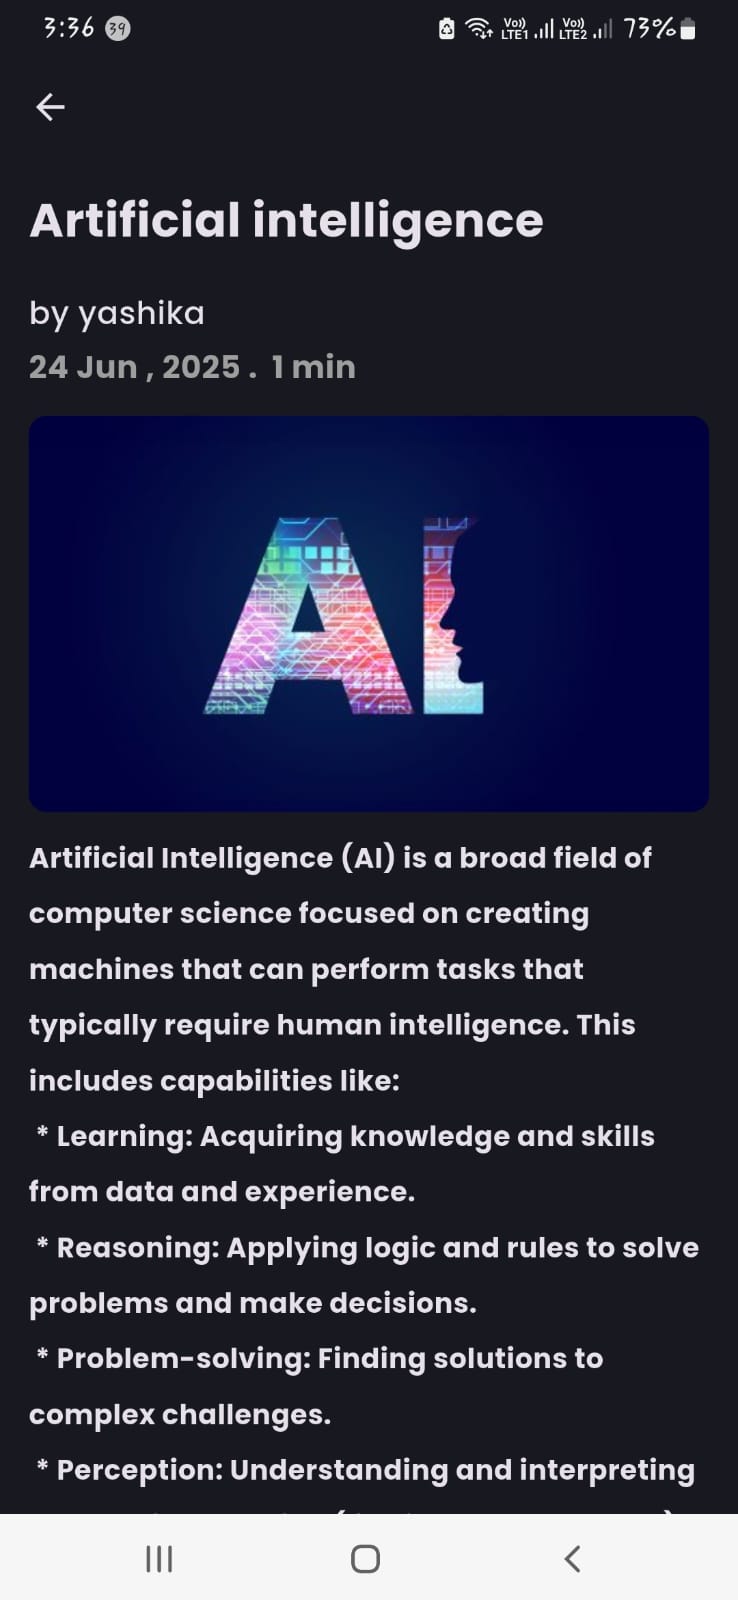 3:36 39 Vo)) LTE1 Vo)) LTE2 73%
Artificial intelligence
by yashika
24 Jun , 2025 . 1 min
AI
Artificial Intelligence (AI) is a broad field of
computer science focused on creating
machines that can perform tasks that
typically require human intelligence. This
includes capabilities like:
* Learning: Acquiring knowledge and skills
from data and experience.
* Reasoning: Applying logic and rules to solve
problems and make decisions.
* Problem-solving: Finding solutions to
complex challenges.
* Perception: Understanding and interpreting